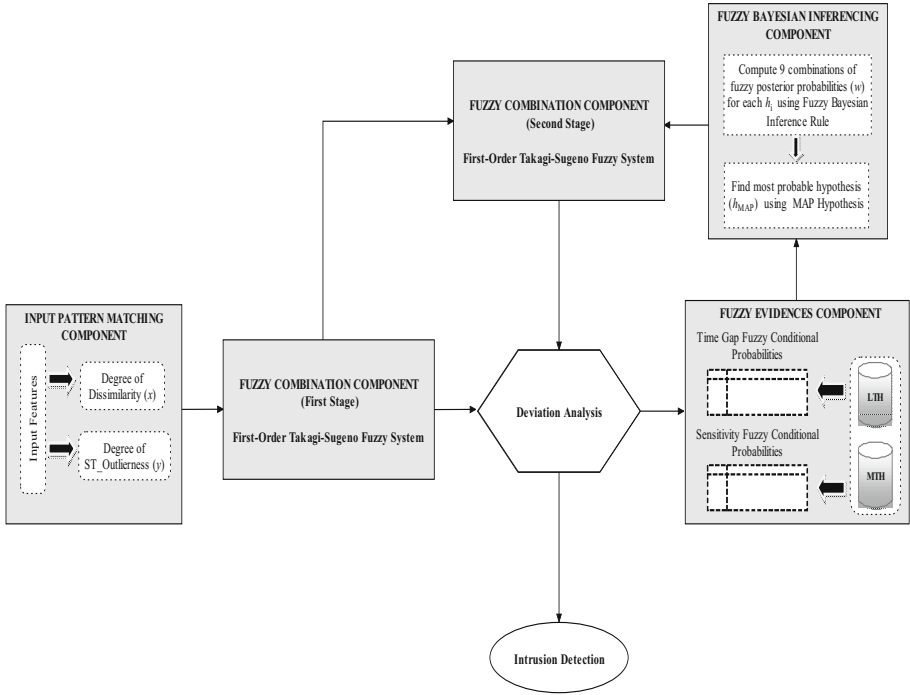 FUZZY BAYESIAN INFERENCING
COMPONENT
Compute 9 combinations of
fuzzy posterior probabilities (w)
for each hi using Fuzzy Bayesian
Inference Rule
Find most probable hypothesis
(hMAP) using MAP Hypothesis
FUZZY COMBINATION COMPONENT
(Second Stage)
First-Order Takagi-Sugeno Fuzzy System
INPUT PATTERN MATCHING
COMPONENT
Input Features
Degree of
Dissimilarity (x)
Degree of
ST_Outlierness (y)
FUZZY COMBINATION COMPONENT
(First Stage)
First-Order Takagi-Sugeno Fuzzy System
Deviation Analysis
FUZZY EVIDENCES COMPONENT
Time Gap Fuzzy Conditional
Probabilities
LTH
Sensitivity Fuzzy Conditional
Probabilities
MTH
Intrusion Detection